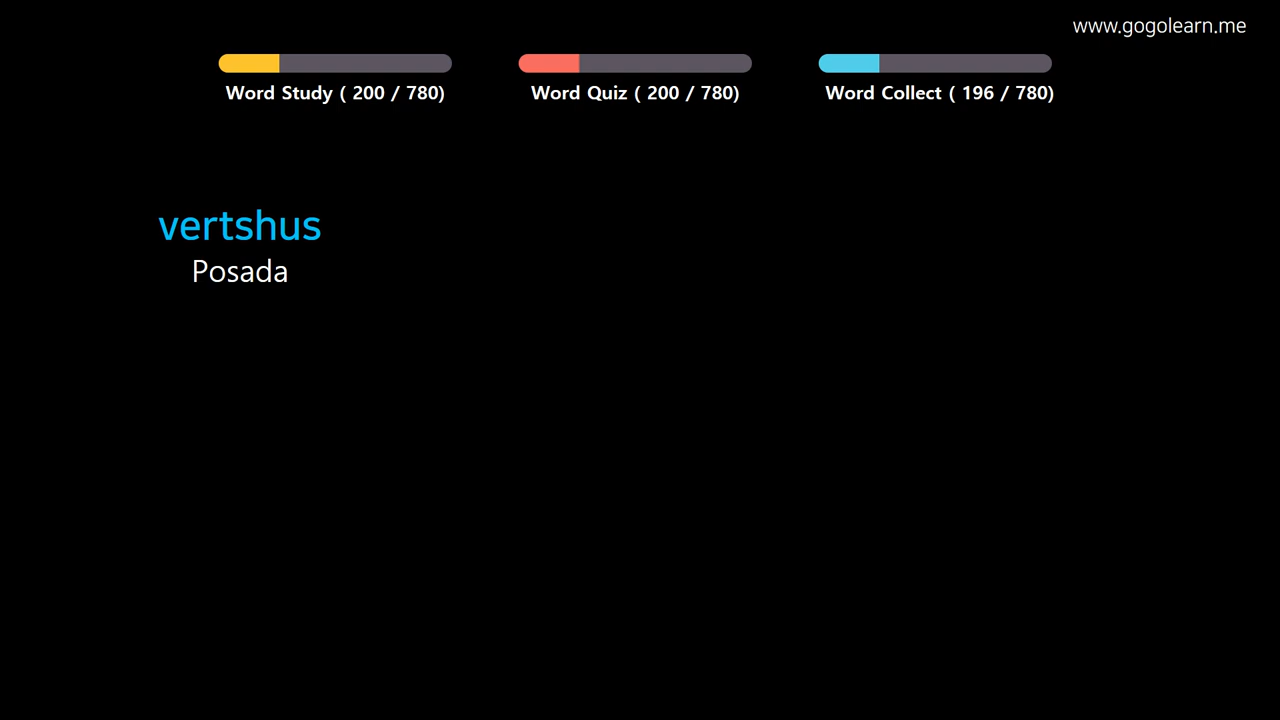 www.gogolearn.me
Word Study ( 200 / 780)
Word Quiz ( 200 / 780)
Word Collect ( 196 / 780)
vertshus
Posada